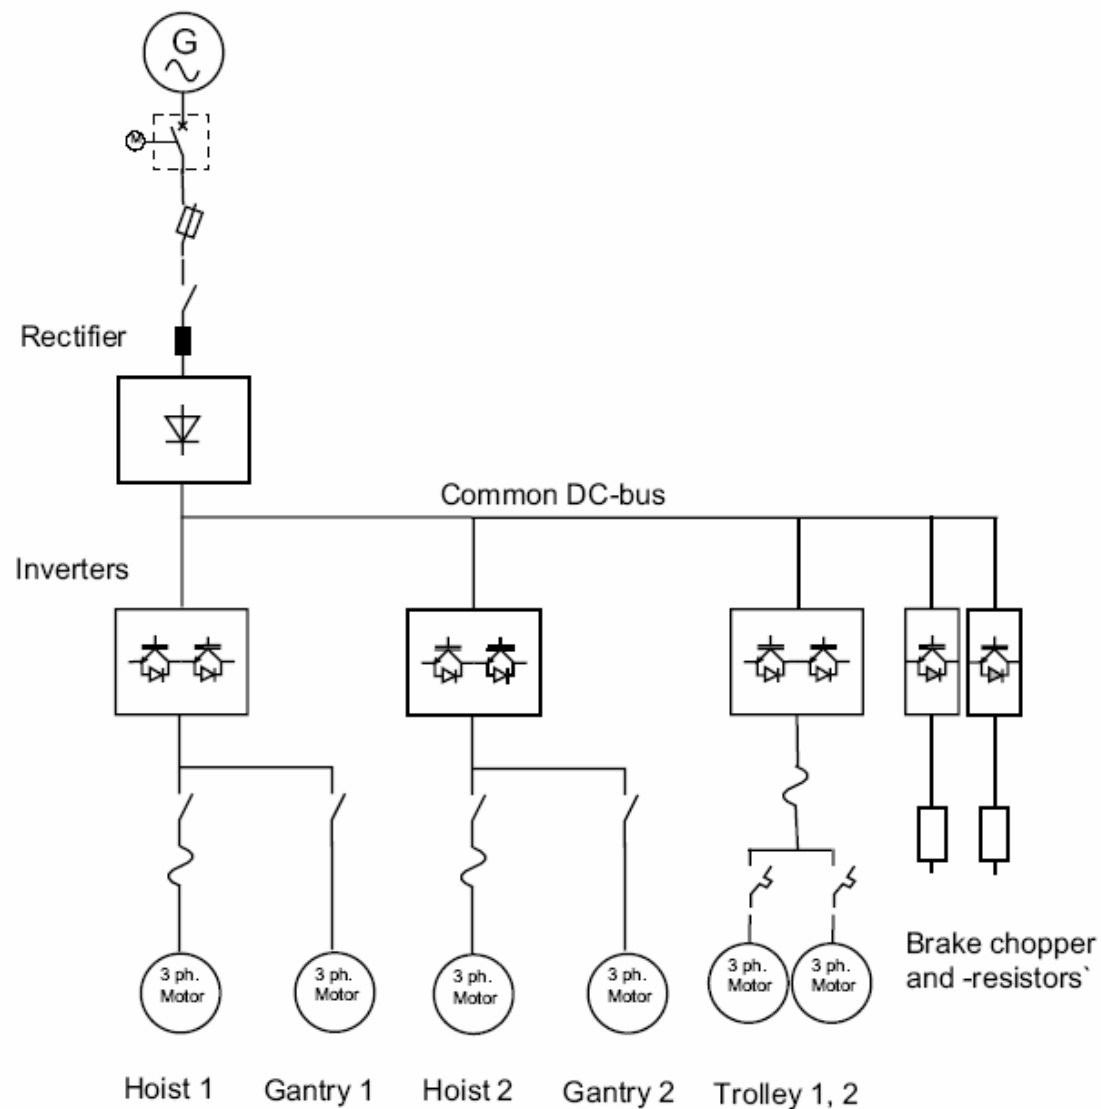 G
M
Rectifier
Common DC-bus
Inverters
3 ph.
Motor
3 ph.
Motor
3 ph.
Motor
3 ph.
Motor
3 ph.
Motor
3 ph.
Motor
Brake chopper
and -resistors`
Hoist 1
Gantry 1
Hoist 2
Gantry 2
Trolley 1, 2